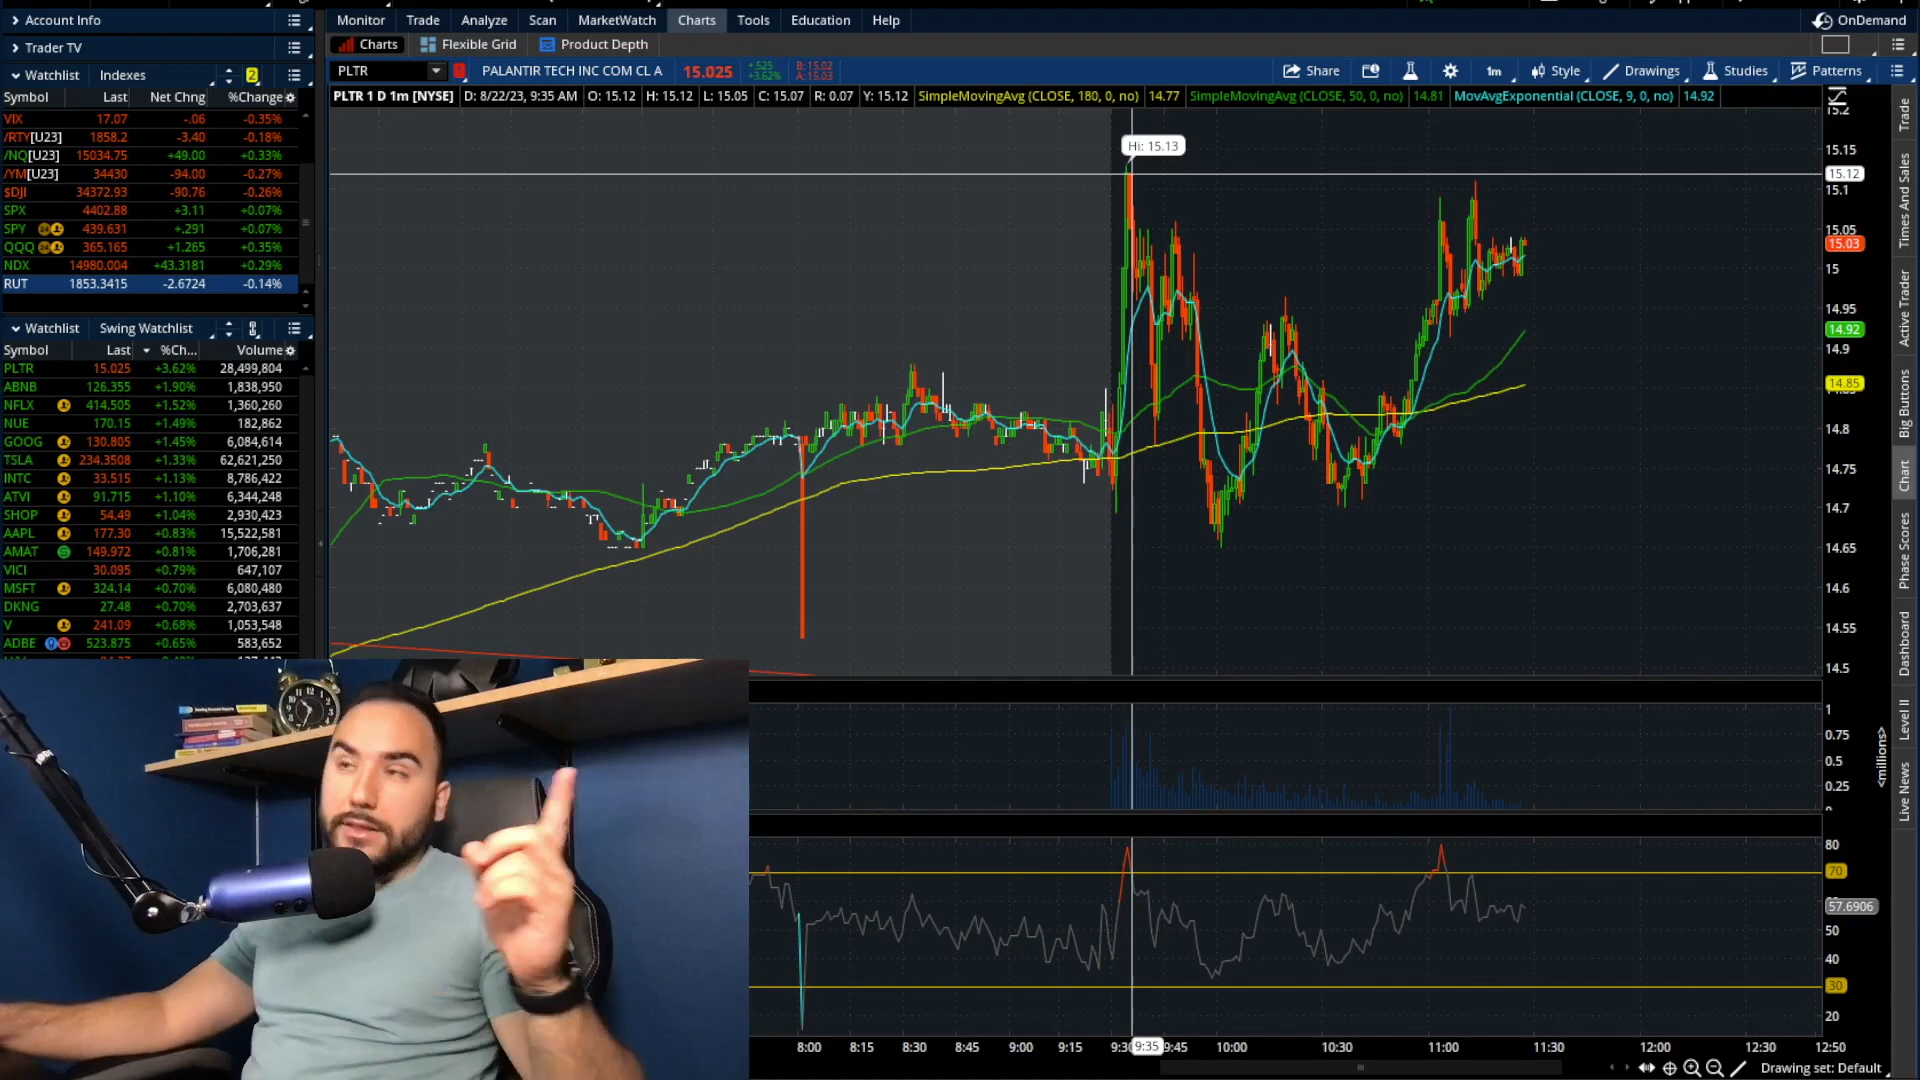 Account Info
Monitor Trade Analyze Scan MarketWatch Charts Tools Education Help OnDemand
Trader TV
Charts Flexible Grid Product Depth
Watchlist Indexes 2
PLTR PALANTIR TECH INC COM CL A 15.025 +.525 +3.62% B: 15.02 A: 15.03 Share 1m Style Drawings Studies Patterns
Symbol Last Net Chng %Change
PLTR 1 D 1m [NYSE] D: 8/22/23, 9:35 AM O: 15.12 H: 15.12 L: 15.05 C: 15.07 R: 0.07 Y: 15.12 SimpleMovingAvg (CLOSE, 180, 0, no) 14.77 SimpleMovingAvg (CLOSE, 50, 0, no) 14.81 MovAvgExponential (CLOSE, 9, 0, no) 14.92
VIX 17.07 -.06 -0.35%
/RTY[U23] 1858.2 -3.40 -0.18%
/NQ[U23] 15034.75 +49.00 +0.33%
/YM[U23] 34430 -94.00 -0.27%
$DJI 34372.93 -90.76 -0.26%
SPX 4402.88 +3.11 +0.07%
SPY 439.631 +.291 +0.07%
QQQ 365.165 +1.265 +0.35%
NDX 14980.004 +43.3181 +0.29%
RUT 1853.3415 -2.6724 -0.14%
Watchlist Swing Watchlist
Symbol Last %Ch... Volume
PLTR 15.025 +3.62% 28,499,804
ABNB 126.355 +1.90% 1,838,950
NFLX 414.505 +1.52% 1,360,260
NUE 170.15 +1.49% 182,862
GOOG 130.805 +1.45% 6,084,614
TSLA 234.3508 +1.33% 62,621,250
INTC 33.515 +1.13% 8,786,422
ATVI 91.715 +1.10% 6,344,248
SHOP 54.49 +1.04% 2,930,423
AAPL 177.30 +0.83% 15,522,581
AMAT 149.972 +0.81% 1,706,281
VICI 30.095 +0.79% 647,107
MSFT 324.14 +0.70% 6,080,480
DKNG 27.48 +0.70% 2,703,637
V 241.09 +0.68% 1,053,548
ADBE 523.875 +0.65% 583,652
Hi: 15.13
15.2
15.15
15.12
15.1
15.05
15.03
15
14.95
14.92
14.9
14.85
14.8
14.75
14.7
14.65
14.6
14.55
14.5
1
0.75
0.5
0.25
0
<millions>
80
70
57.6906
50
40
30
20
8:00 8:15 8:30 8:45 9:00 9:15 9:30 9:35 9:45 10:00 10:30 11:00 11:30 12:00 12:30 12:50
Drawing set: Default
Trade
Times And Sales
Active Trader
Big Buttons
Chart
Phase Scores
Dashboard
Level II
Live News